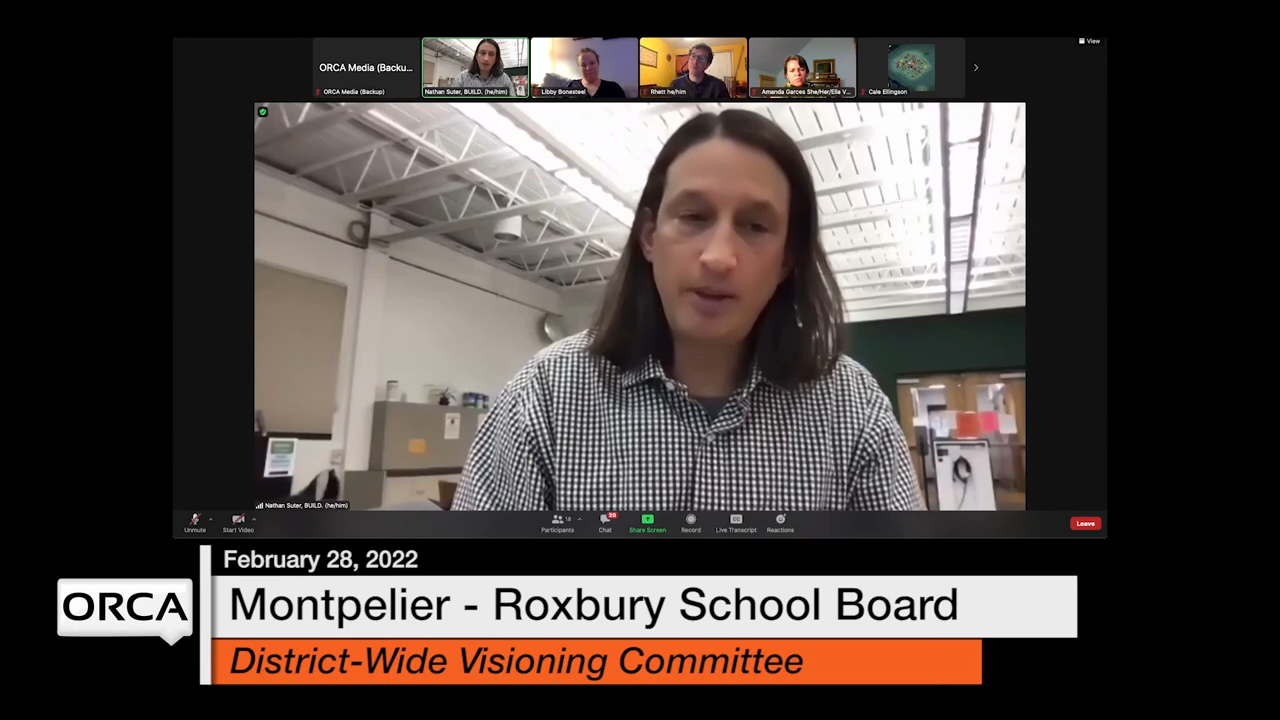 View
ORCA Media (Backu...
ORCA Media (Backup)
Nathan Suter, BUILD. (he/him)
Libby Bonesteel
Rhett he/him
Amanda Garces She/Her/Ella V...
Cale Ellingson
Nathan Suter, BUILD. (he/him)
Unmute
Start Video
Participants
18
Chat
Share Screen
Record
CC
Live Transcript
Reactions
Leave
February 28, 2022
ORCA
Montpelier - Roxbury School Board
District-Wide Visioning Committee